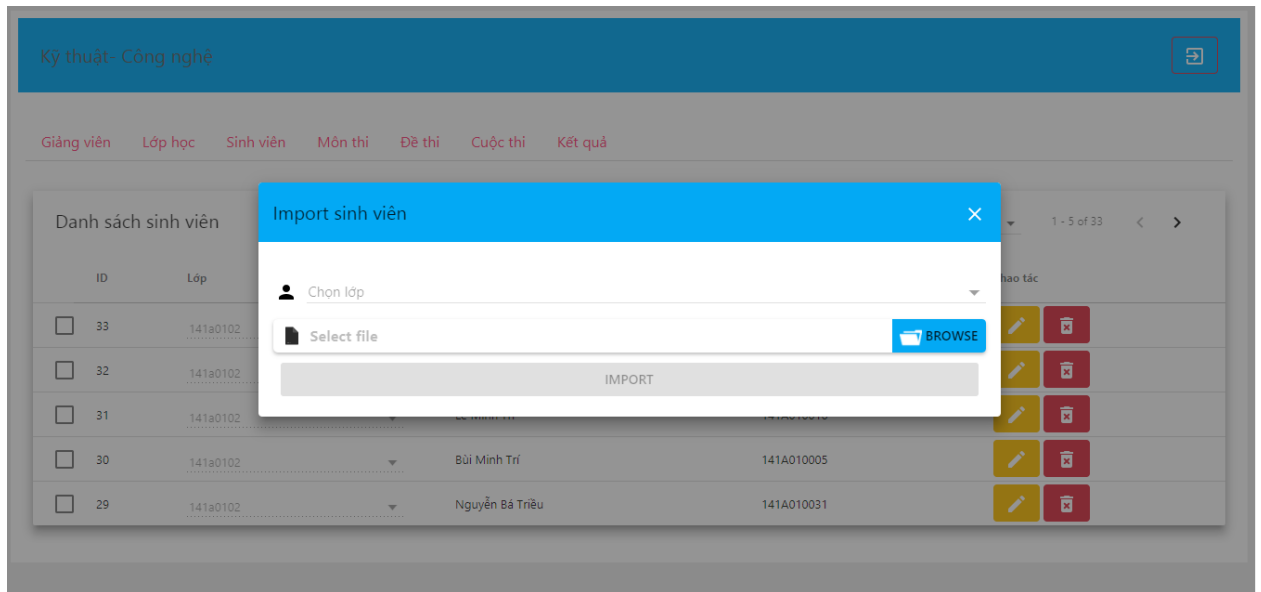 Kỹ thuật- Công nghệ
Giảng viên Lớp học Sinh viên Môn thi Đề thi Cuộc thi Kết quả
Import sinh viên
Danh sách sinh viên 1 - 5 of 33
ID Lớp hao tác
Chọn lớp
33 141a0102
Select file BROWSE
32 141a0102
IMPORT
31 141a0102
30 141a0102 Bùi Minh Trí 141A010005
29 141a0102 Nguyễn Bá Triều 141A010031